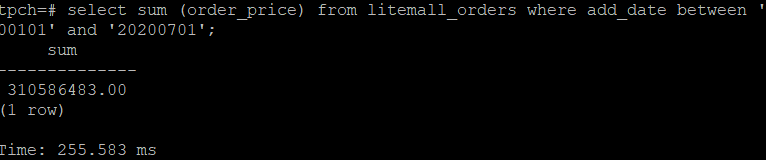 tpch=# select sum (order_price) from litemall_orders where add_date between '
00101' and '20200701';
sum
--------------
310586483.00
(1 row)
Time: 255.583 ms